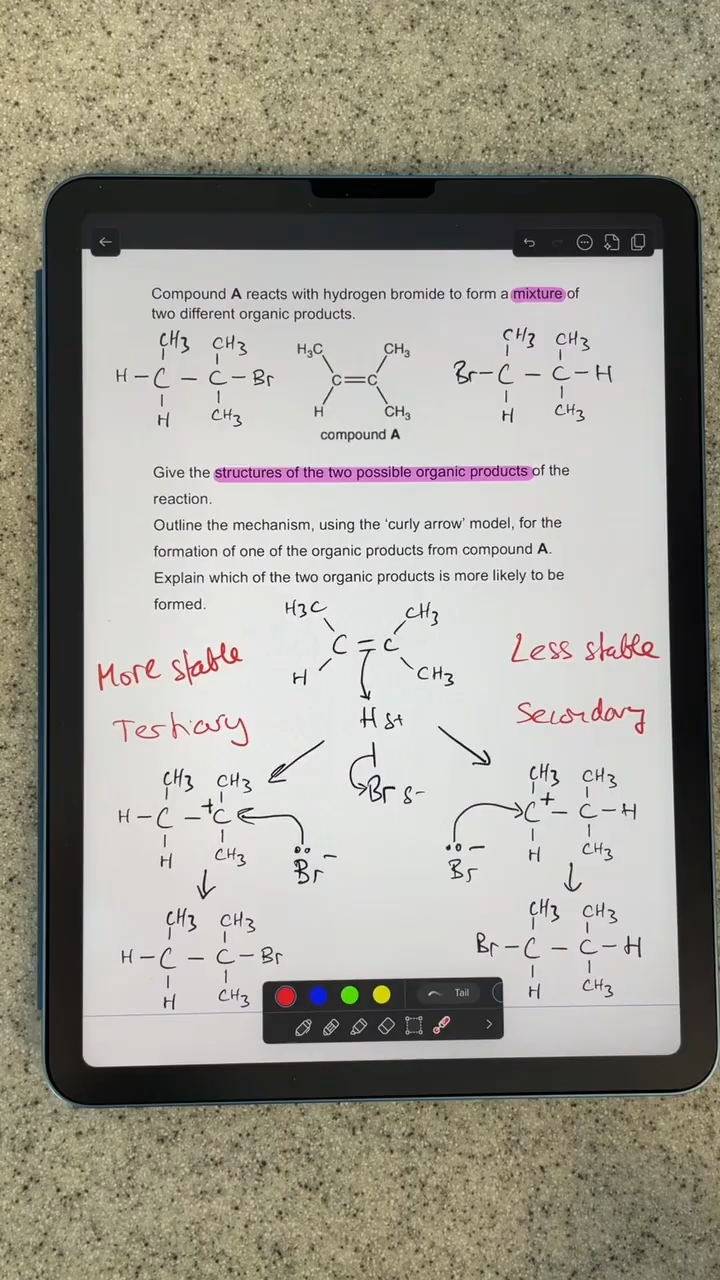 Compound A reacts with hydrogen bromide to form a mixture of
two different organic products.
CH3 CH3
H - C - C - Br
H CH3
H₃C CH₃
C=C
H CH₃
compound A
CH3 CH3
Br - C - C - H
H CH3
Give the structures of the two possible organic products of the
reaction.
Outline the mechanism, using the ‘curly arrow’ model, for the
formation of one of the organic products from compound A.
Explain which of the two organic products is more likely to be
formed.
H3C CH3
C = C
H CH3
H δ+
Br δ-
More stable
Tertiary
Less stable
Secondary
CH3 CH3
H - C - +C
H CH3
Br -
CH3 CH3
C+ - C - H
H CH3
Br -
CH3 CH3
H - C - C - Br
H CH3
CH3 CH3
Br - C - C - H
H CH3
Tail